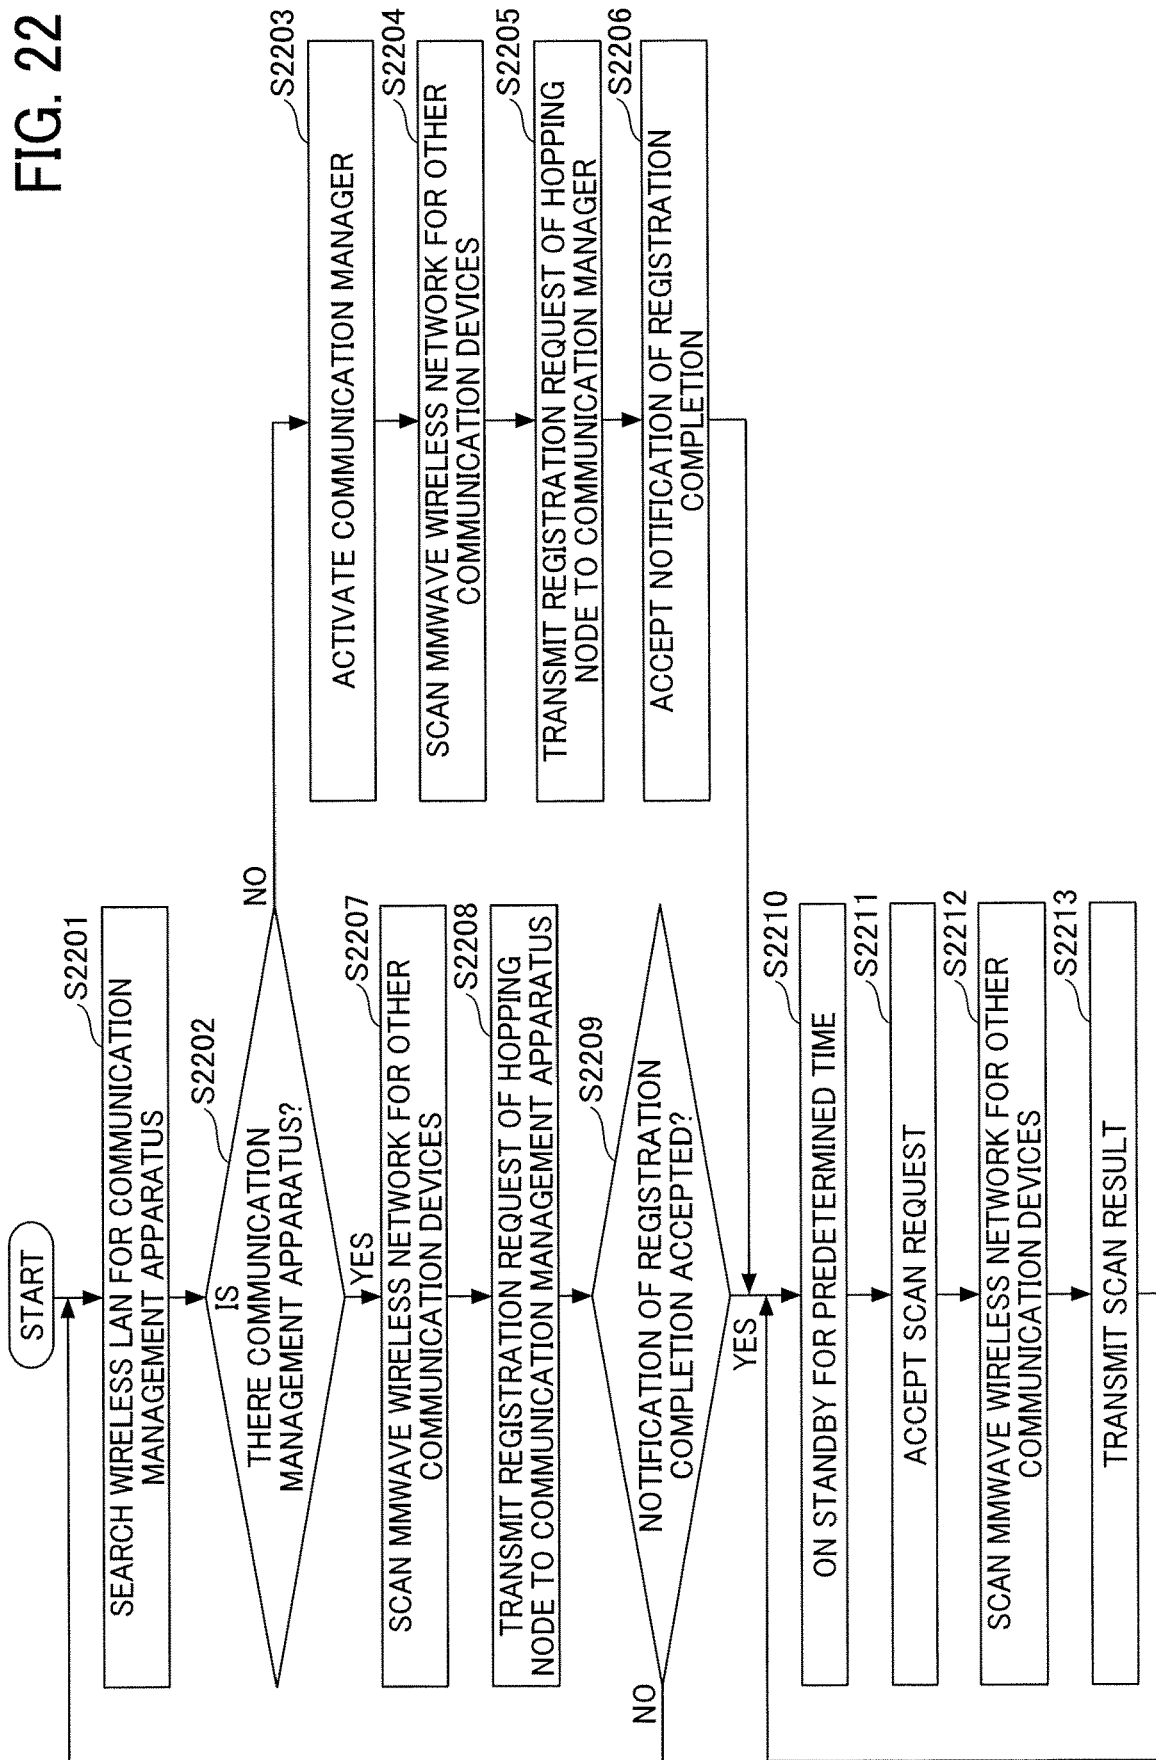 FIG. 22
START
S2201
SEARCH WIRELESS LAN FOR COMMUNICATION
MANAGEMENT APPARATUS
S2202
IS
THERE COMMUNICATION
MANAGEMENT APPARATUS?
NO
YES
S2203
ACTIVATE COMMUNICATION MANAGER
S2204
SCAN MMWAVE WIRELESS NETWORK FOR OTHER
COMMUNICATION DEVICES
S2205
TRANSMIT REGISTRATION REQUEST OF HOPPING
NODE TO COMMUNICATION MANAGER
S2206
ACCEPT NOTIFICATION OF REGISTRATION
COMPLETION
S2207
SCAN MMWAVE WIRELESS NETWORK FOR OTHER
COMMUNICATION DEVICES
S2208
TRANSMIT REGISTRATION REQUEST OF HOPPING
NODE TO COMMUNICATION MANAGEMENT APPARATUS
S2209
NOTIFICATION OF REGISTRATION
COMPLETION ACCEPTED?
NO
YES
S2210
ON STANDBY FOR PREDETERMINED TIME
S2211
ACCEPT SCAN REQUEST
S2212
SCAN MMWAVE WIRELESS NETWORK FOR OTHER
COMMUNICATION DEVICES
S2213
TRANSMIT SCAN RESULT